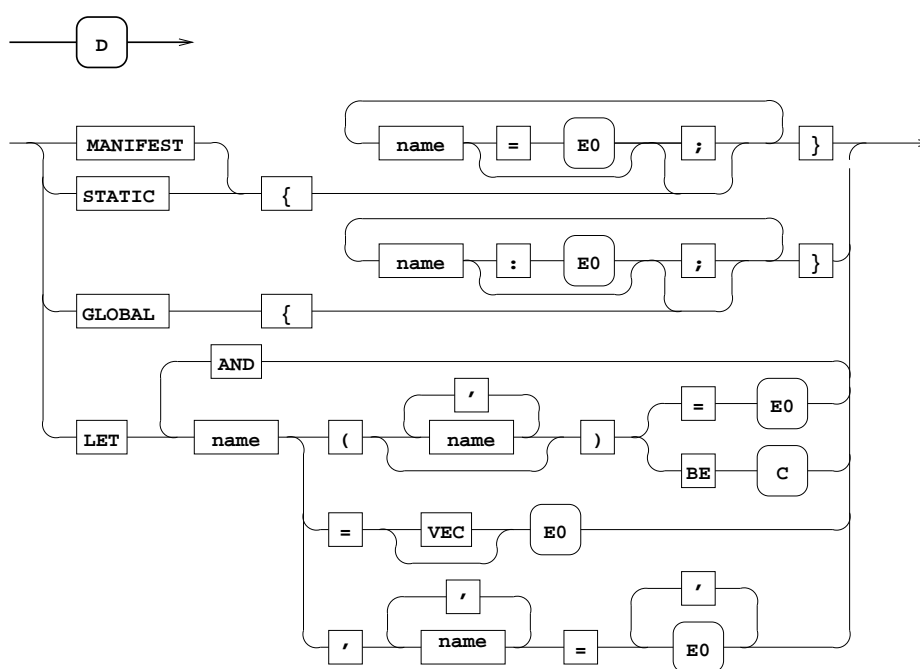 D
MANIFEST name = E0 ; }
STATIC {
name : E0 ; }
GLOBAL {
AND
, = E0
LET name ( name )
BE C
= VEC E0
, ,
, name = E0